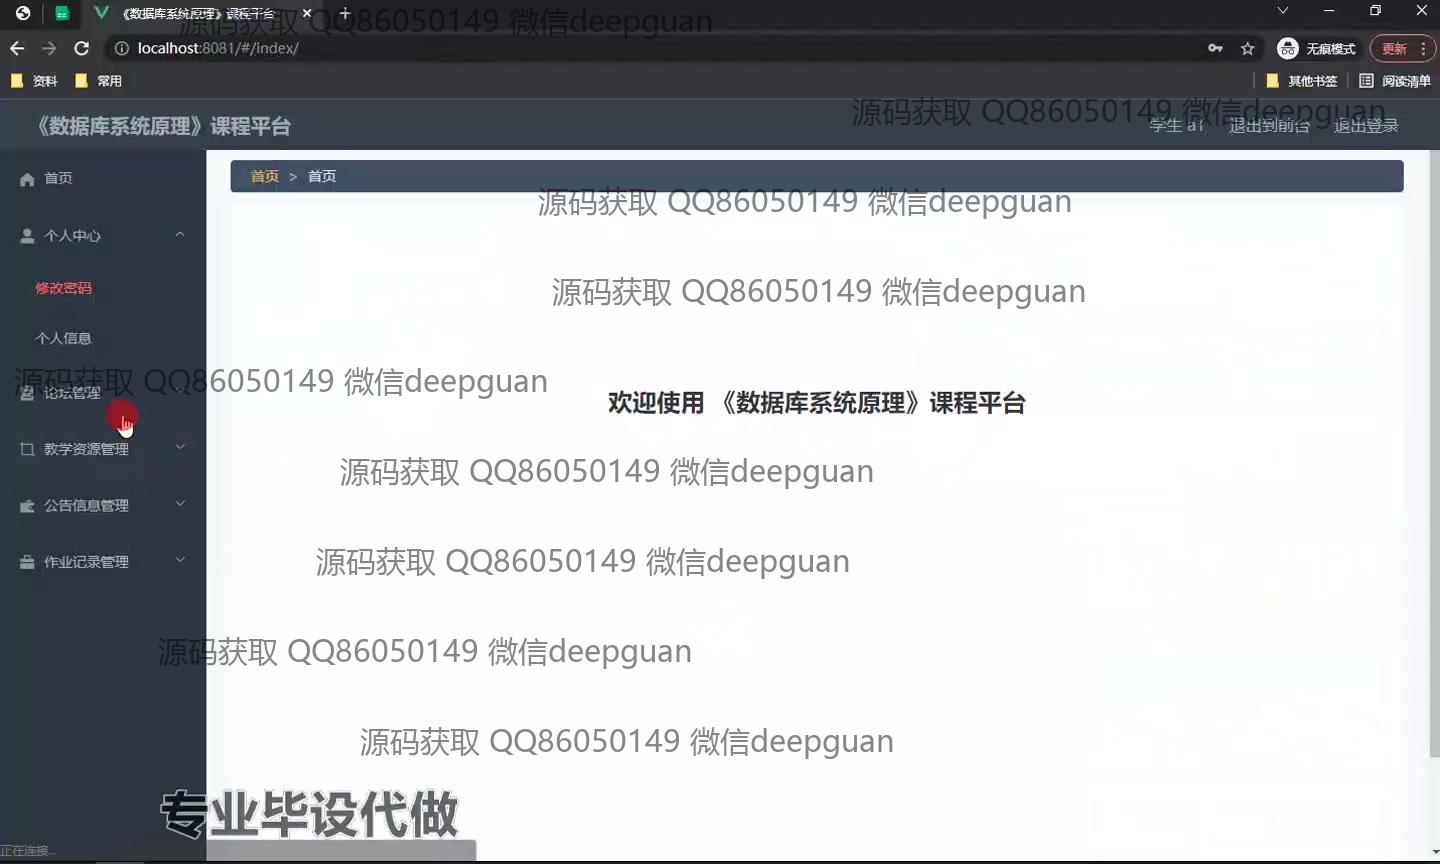 《数据库系统原理》课程平台
源码获取 QQ86050149 微信deepguan
localhost:8081/#/index/
无痕模式
更新
资料
常用
其他书签
阅读清单
源码获取 QQ86050149 微信deepguan
《数据库系统原理》课程平台
学生 a1
退出到前台
退出登录
首页
首页 > 首页
源码获取 QQ86050149 微信deepguan
个人中心
修改密码
源码获取 QQ86050149 微信deepguan
个人信息
源码获取 QQ86050149 微信deepguan
论坛管理
欢迎使用 《数据库系统原理》课程平台
教学资源管理
源码获取 QQ86050149 微信deepguan
公告信息管理
作业记录管理
源码获取 QQ86050149 微信deepguan
源码获取 QQ86050149 微信deepguan
源码获取 QQ86050149 微信deepguan
专业毕设代做
正在连接...